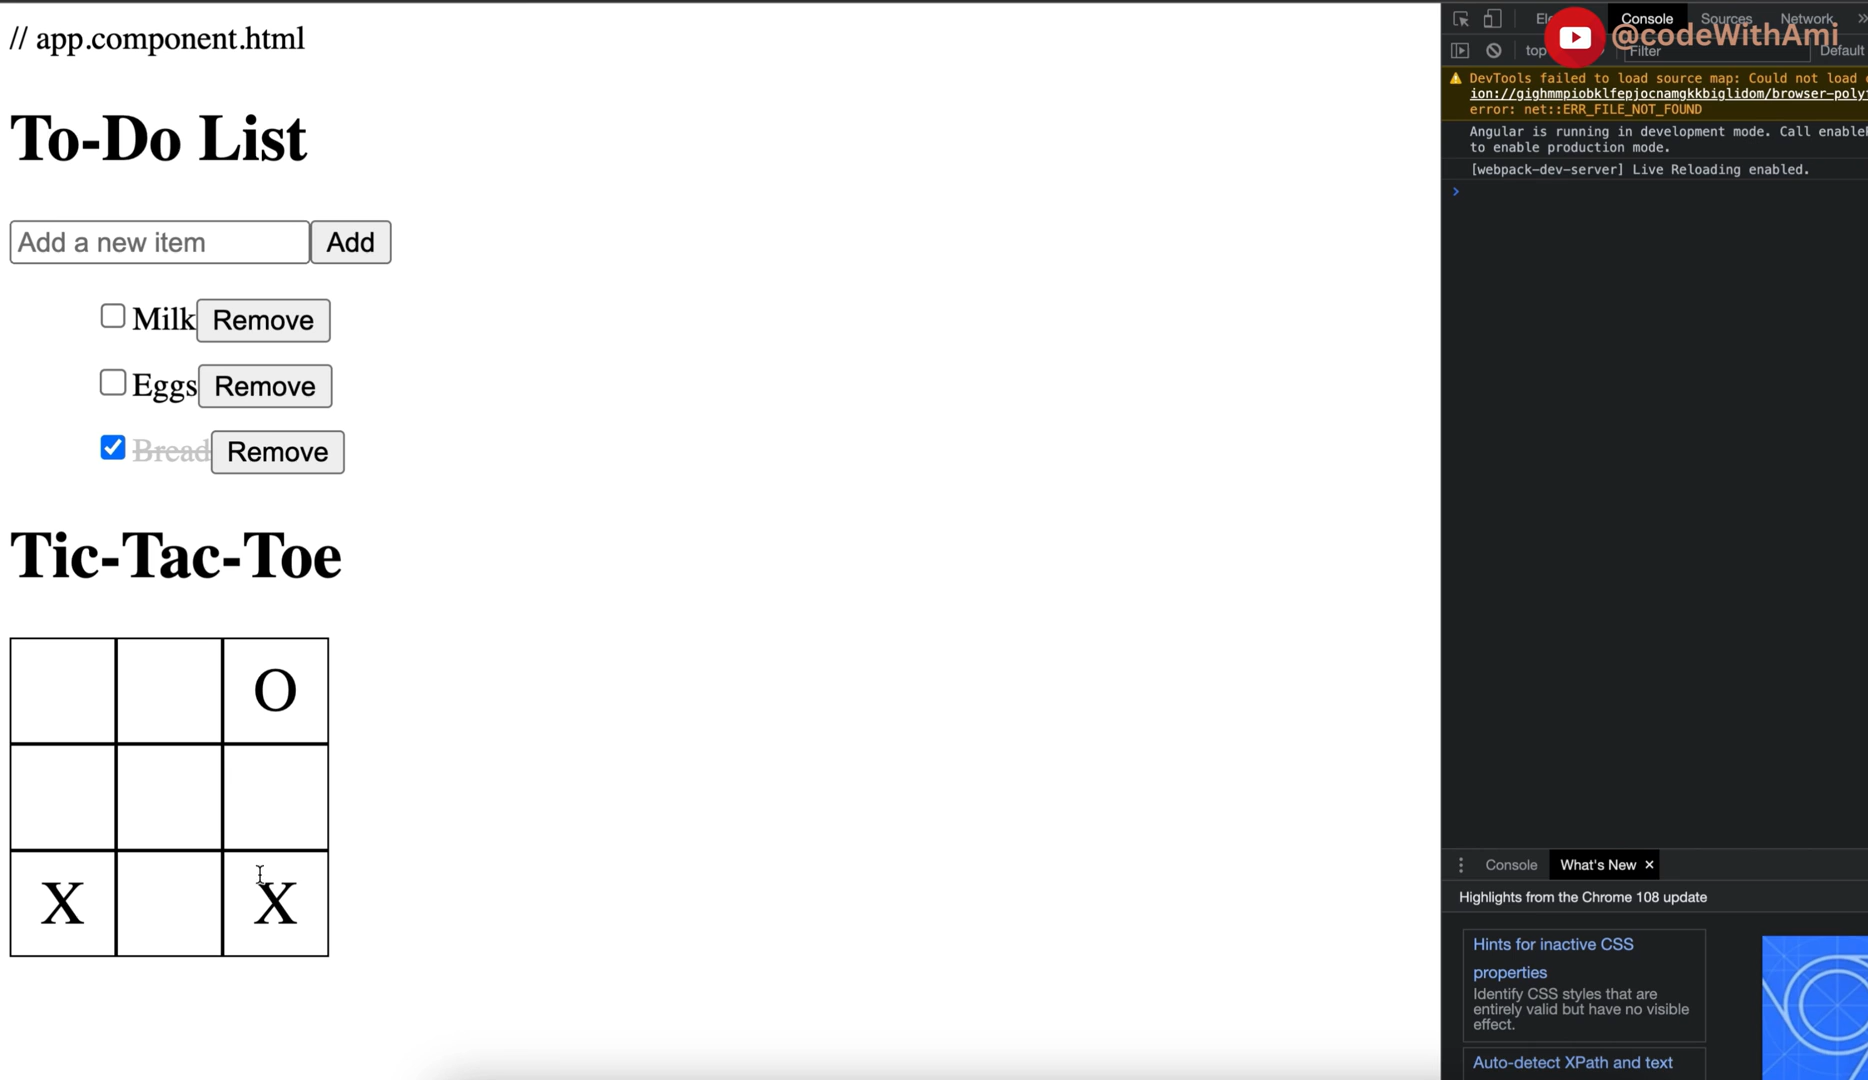 // app.component.html
To-Do List
Add a new item
Add
Milk
Remove
Eggs
Remove
Bread
Remove
Tic-Tac-Toe
O
X
X
Console
Sources
Network
@codeWithAmi
top
Filter
Default
DevTools failed to load source map: Could not load
ion://gighmmpiobklfepjocnamgkkbiglidom/browser-poly
error: net::ERR_FILE_NOT_FOUND
Angular is running in development mode. Call enable
to enable production mode.
[webpack-dev-server] Live Reloading enabled.
Console
What's New ×
Highlights from the Chrome 108 update
Hints for inactive CSS
properties
Identify CSS styles that are
entirely valid but have no visible
effect.
Auto-detect XPath and text